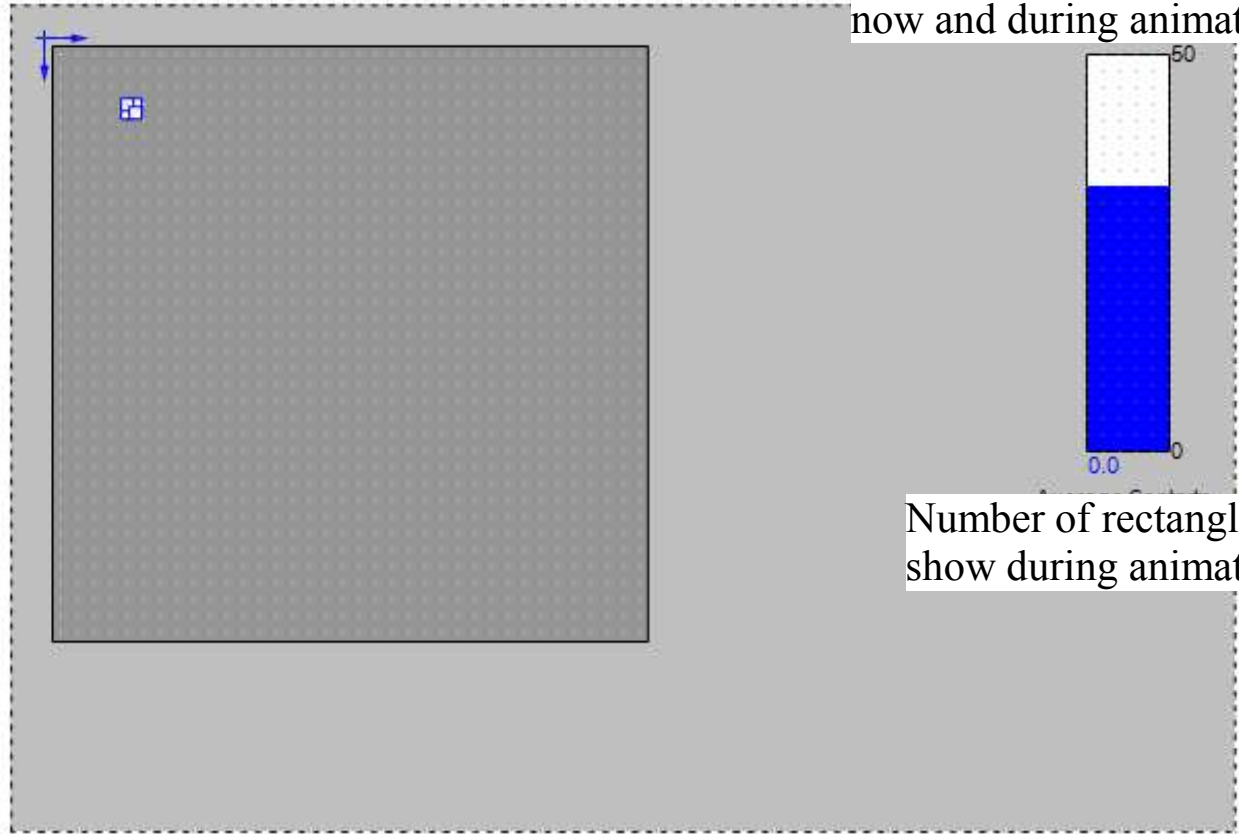 now and during animat
50
0
0.0
Number of rectangl
show during animat